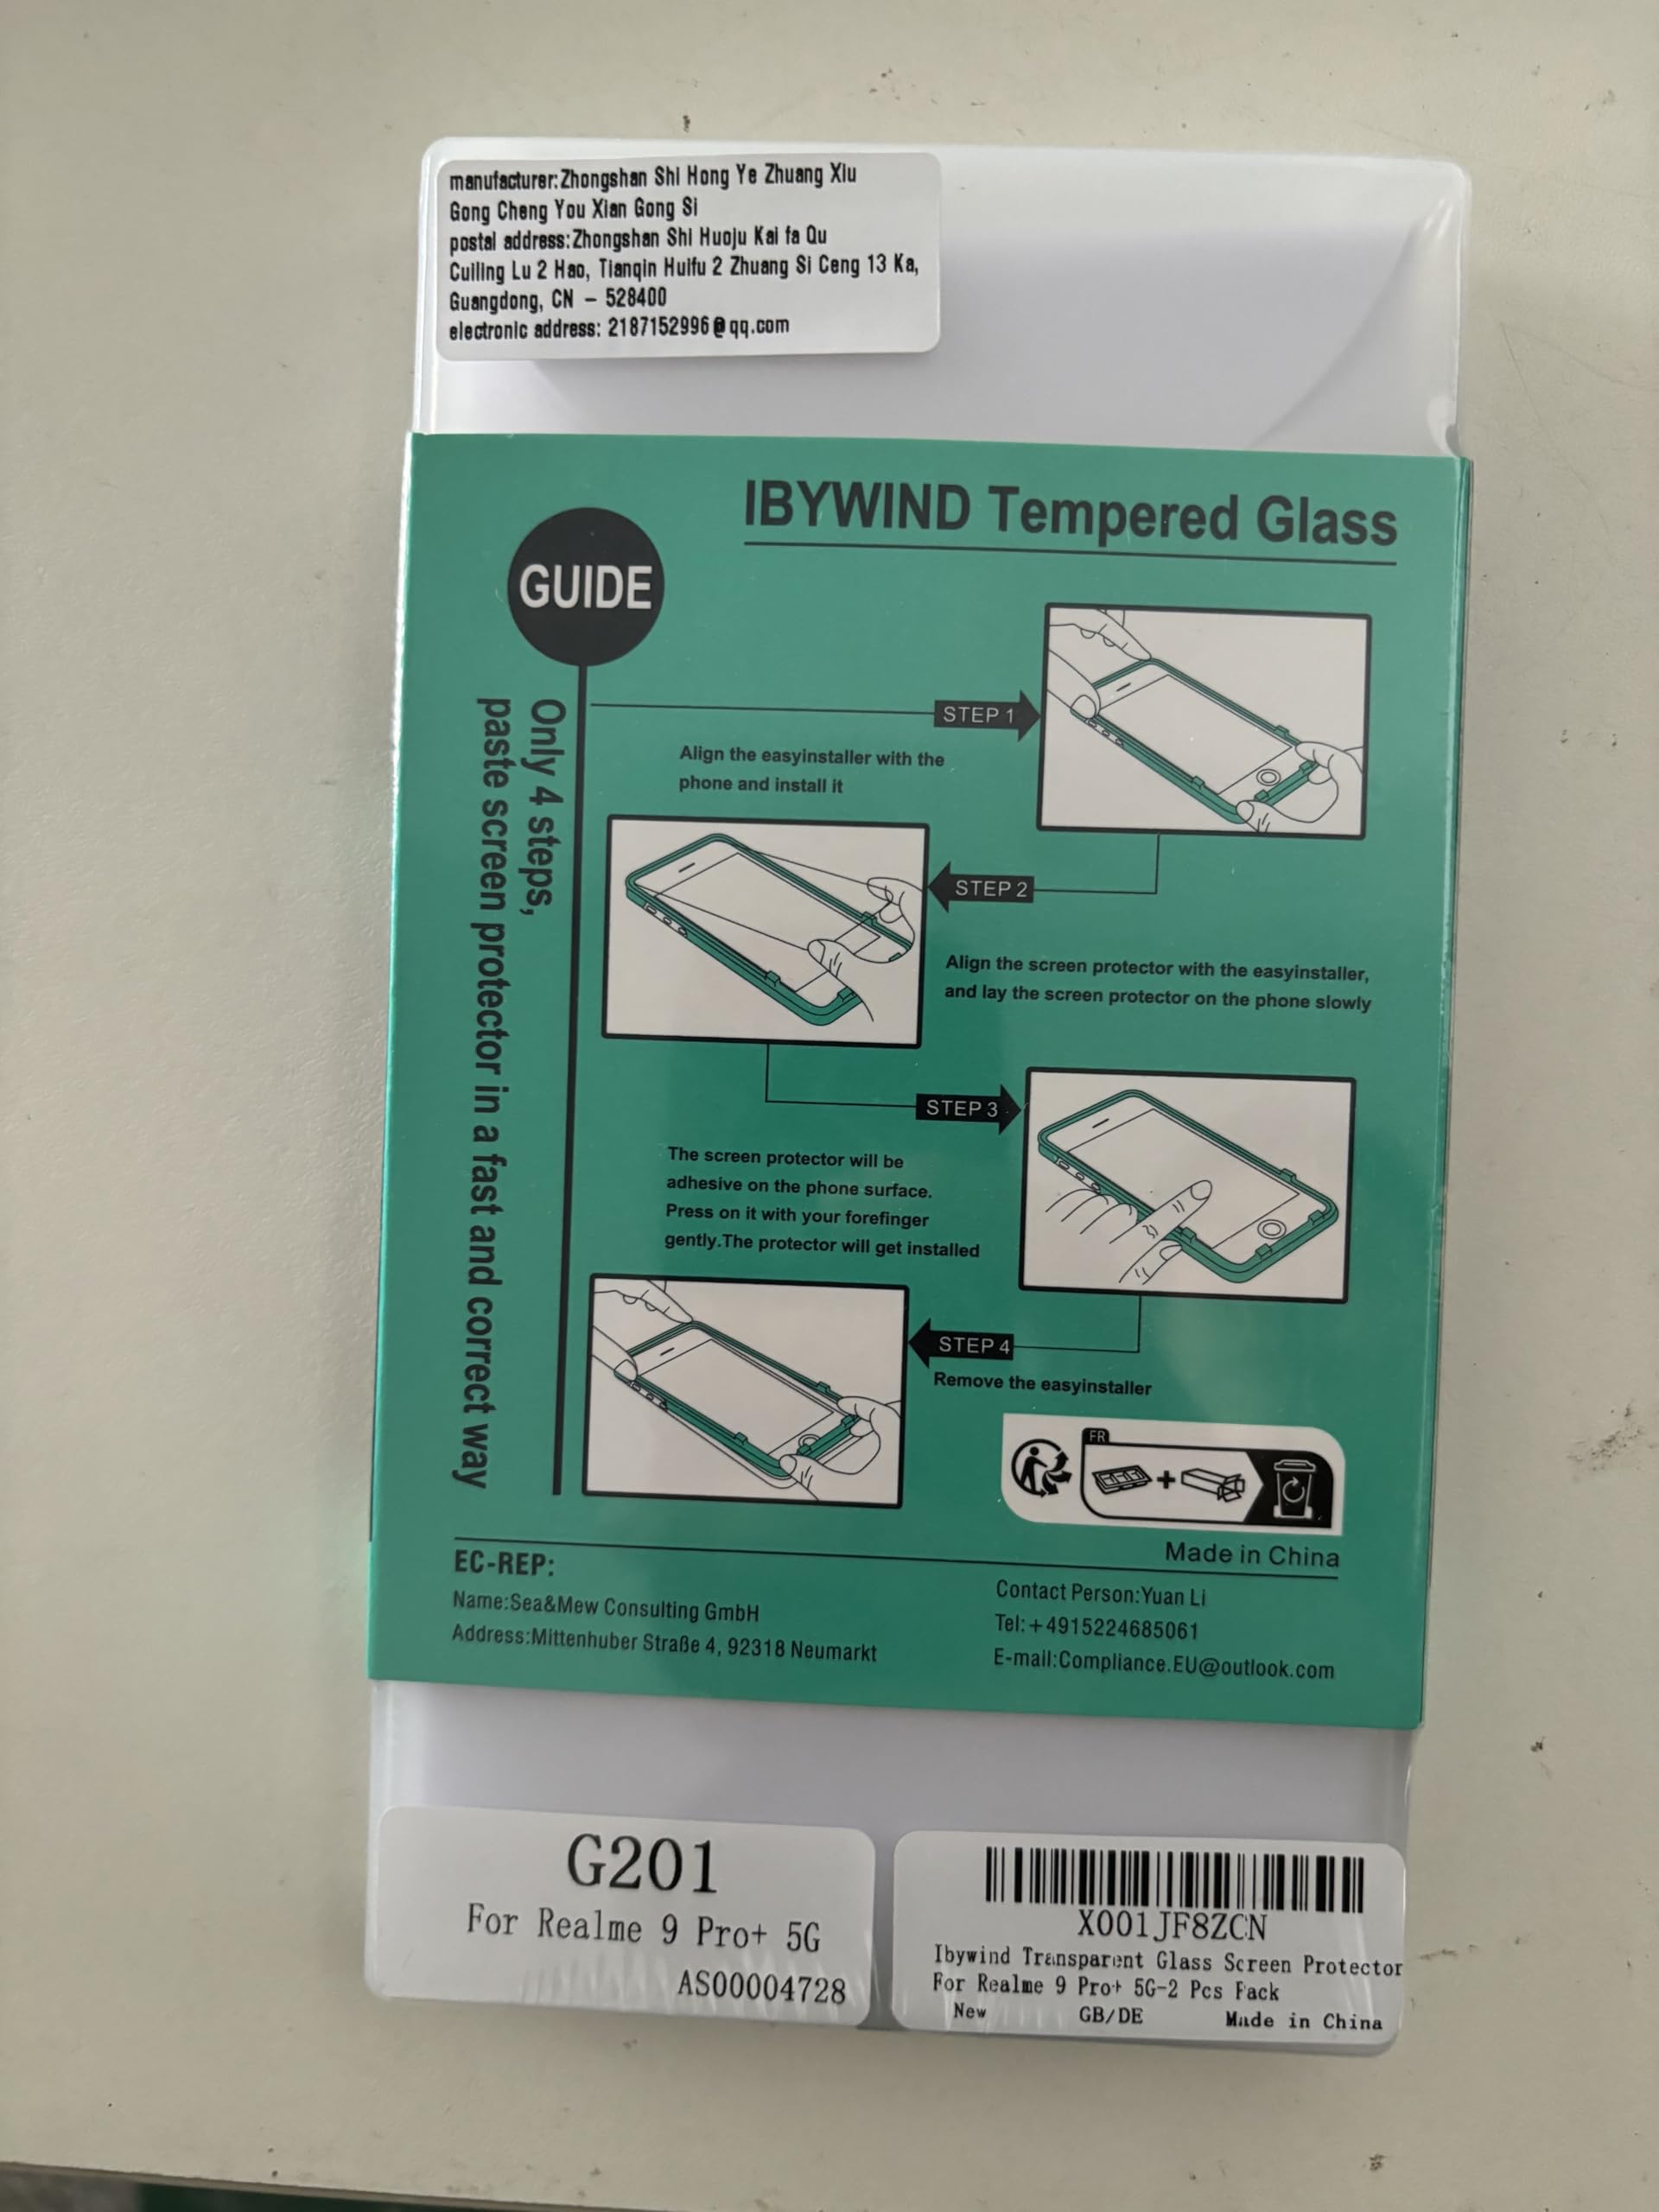 manufacturer:Zhongshan Shi Hong Ye Zhuang Xiu
Gong Cheng You Xian Gong Si
postal address:Zhongshan Shi Huoju Kai fa Qu
Cuiling Lu 2 Hao, Tianqin Huifu 2 Zhuang Si Ceng 13 Ka,
Guangdong, CN – 528400
electronic address: 2187152996@qq.com
IBYWIND Tempered Glass
GUIDE
Only 4 steps,
paste screen protector in a fast and correct way
STEP 1
Align the easyinstaller with the
phone and install it
STEP 2
Align the screen protector with the easyinstaller,
and lay the screen protector on the phone slowly
STEP 3
The screen protector will be
adhesive on the phone surface.
Press on it with your forefinger
gently.The protector will get installed
STEP 4
Remove the easyinstaller
FR
Made in China
EC-REP:
Name:Sea&Mew Consulting GmbH
Address:Mittenhuber Straße 4, 92318 Neumarkt
Contact Person:Yuan Li
Tel:+4915224685061
E-mail:Compliance.EU@outlook.com
G201
For Realme 9 Pro+ 5G
AS00004728
X001JF8ZCN
Ibywind Transparent Glass Screen Protector
For Realme 9 Pro+ 5G-2 Pcs Pack
New GB/DE Made in China